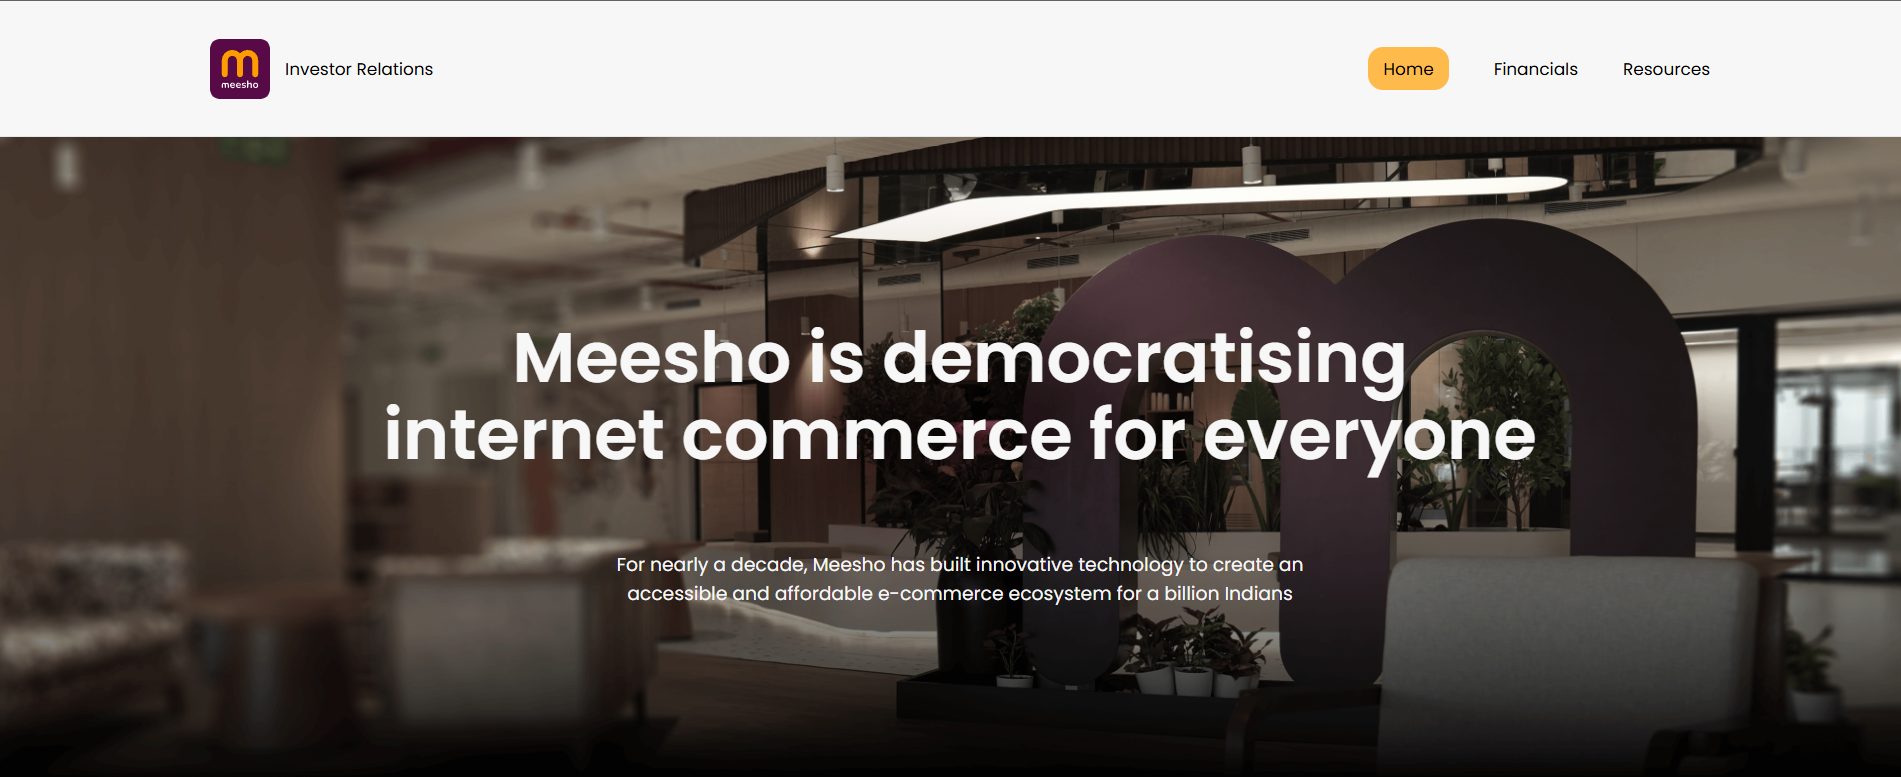 meesho
Investor Relations
Home
Financials
Resources
Meesho is democratising
internet commerce for everyone
For nearly a decade, Meesho has built innovative technology to create an
accessible and affordable e-commerce ecosystem for a billion Indians